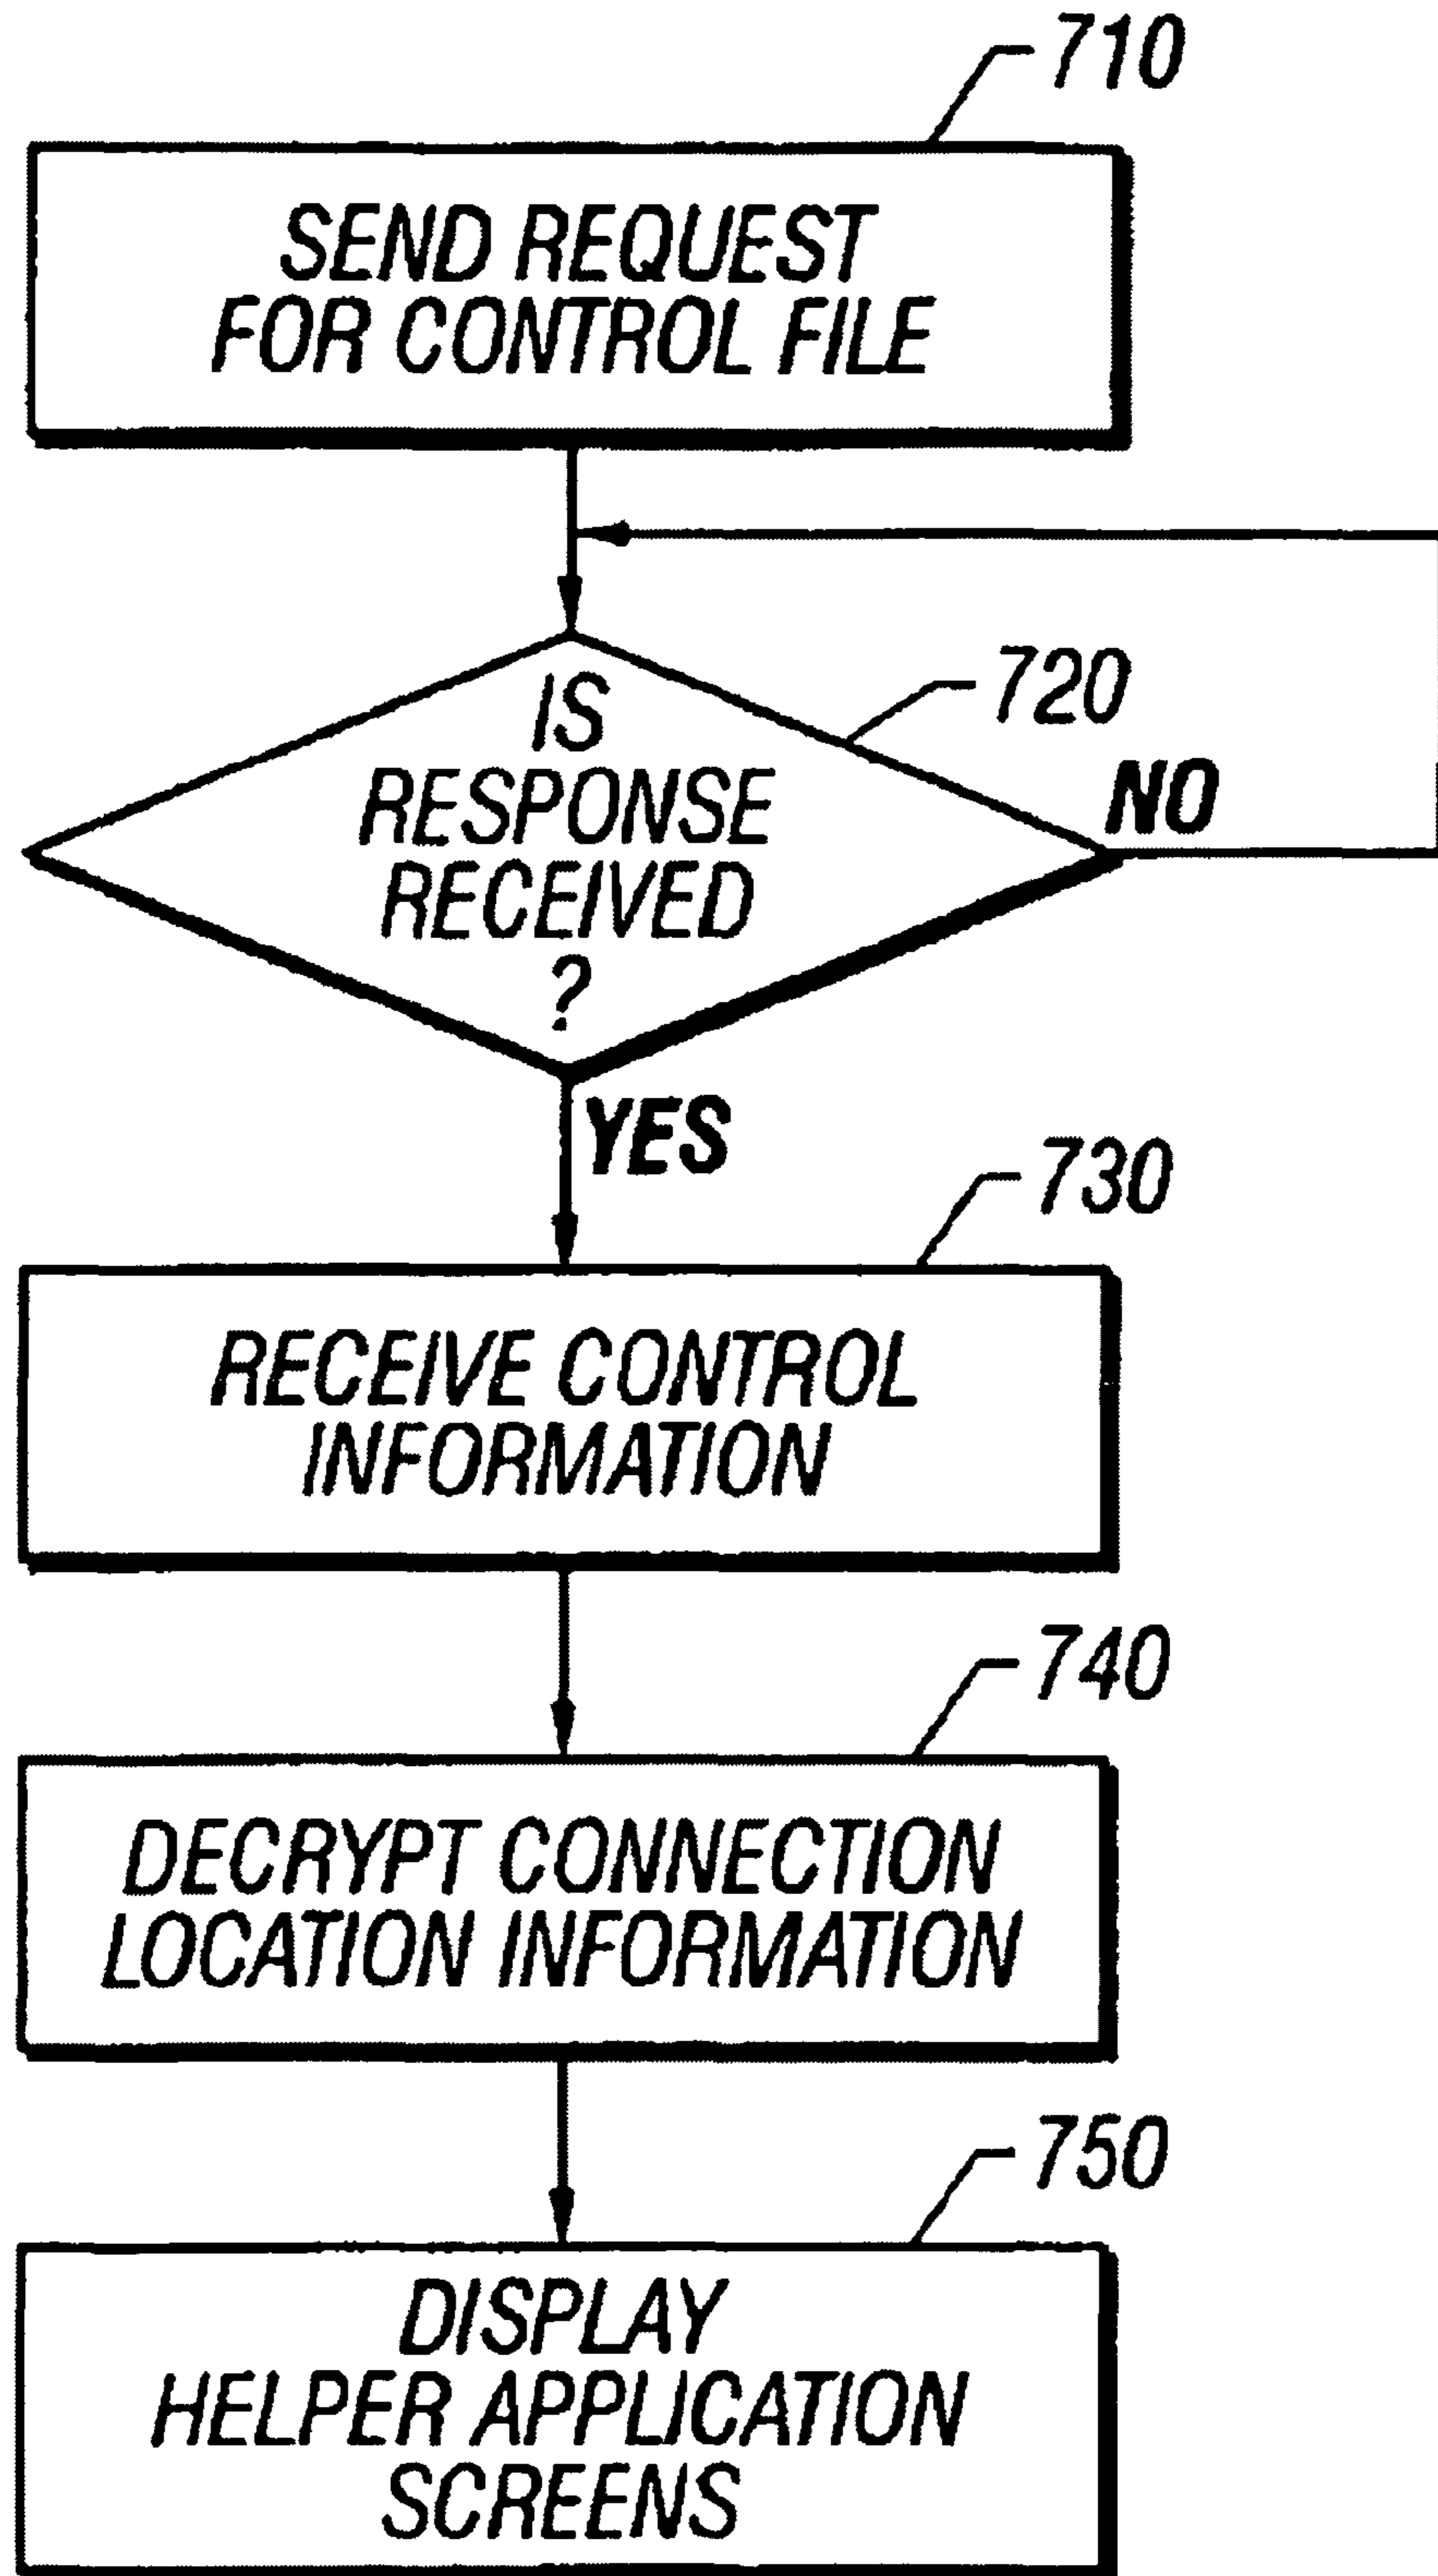 710
SEND REQUEST
FOR CONTROL FILE
720
IS
RESPONSE
RECEIVED
?
NO
YES
730
RECEIVE CONTROL
INFORMATION
740
DECRYPT CONNECTION
LOCATION INFORMATION
750
DISPLAY
HELPER APPLICATION
SCREENS